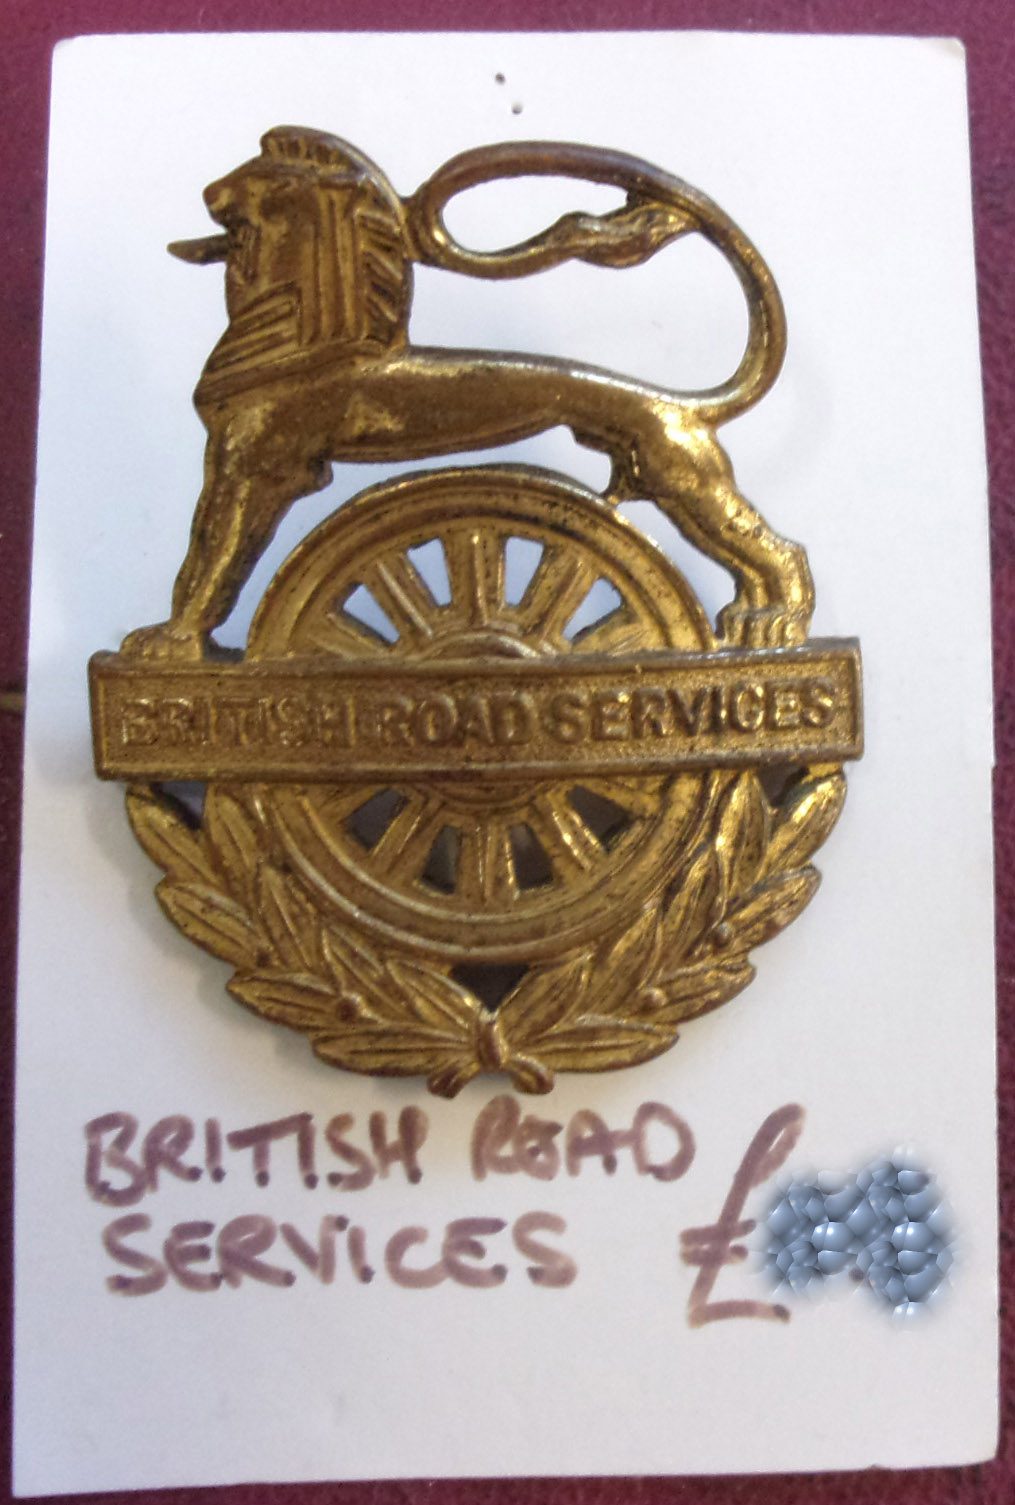 BRITISH ROAD SERVICES
BRITISH ROAD
SERVICES £